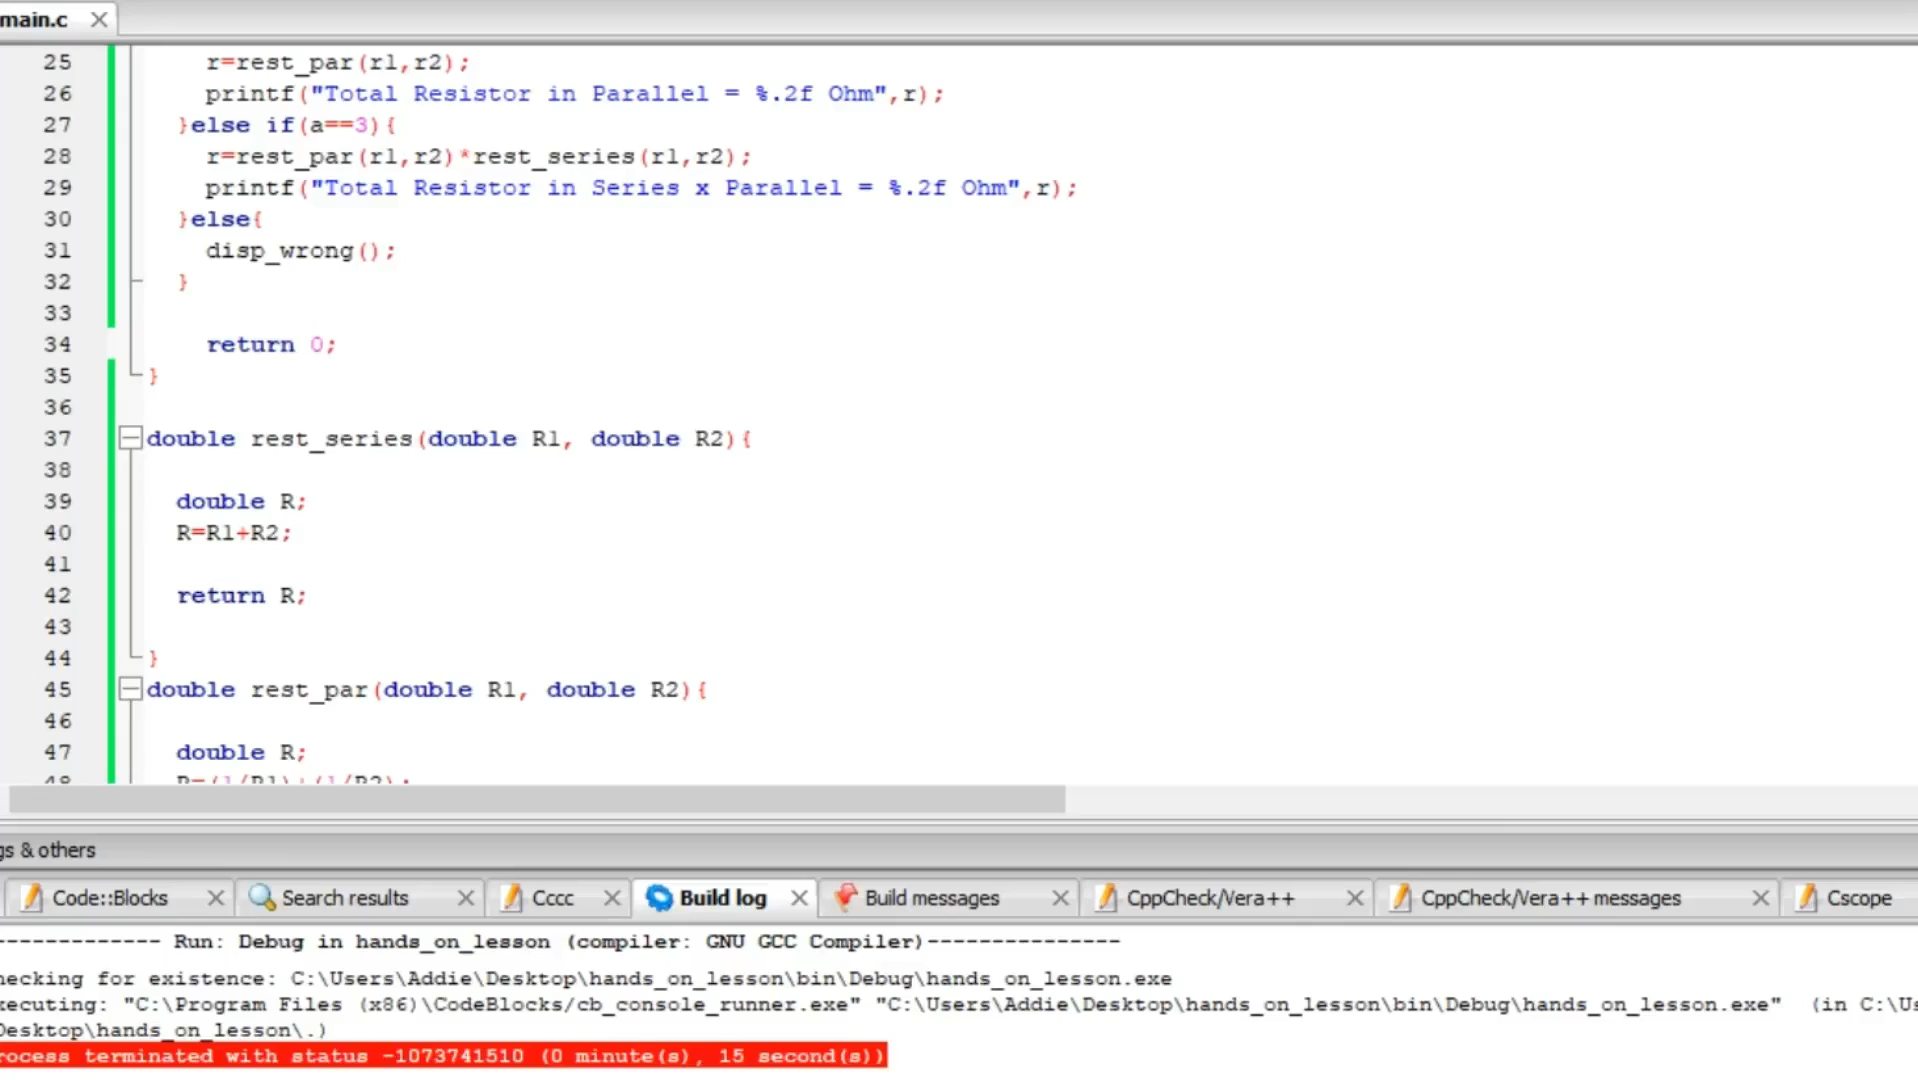 main.c
25 r=rest_par(r1,r2);
26 printf("Total Resistor in Parallel = %.2f Ohm",r);
27 }else if(a==3){
28 r=rest_par(r1,r2)*rest_series(r1,r2);
29 printf("Total Resistor in Series x Parallel = %.2f Ohm",r);
30 }else{
31 disp_wrong();
32 }
33
34 return 0;
35 }
36
37 double rest_series(double R1, double R2){
38
39 double R;
40 R=R1+R2;
41
42 return R;
43
44 }
45 double rest_par(double R1, double R2){
46
47 double R;
48 R=(1/R1)+(1/R2);
gs & others
Code::Blocks Search results Cccc Build log Build messages CppCheck/Vera++ CppCheck/Vera++ messages Cscope
------------- Run: Debug in hands_on_lesson (compiler: GNU GCC Compiler)---------------
hecking for existence: C:\Users\Addie\Desktop\hands_on_lesson\bin\Debug\hands_on_lesson.exe
xecuting: "C:\Program Files (x86)\CodeBlocks/cb_console_runner.exe" "C:\Users\Addie\Desktop\hands_on_lesson\bin\Debug\hands_on_lesson.exe" (in C:\Us
Desktop\hands_on_lesson\.)
rocess terminated with status -1073741510 (0 minute(s), 15 second(s))